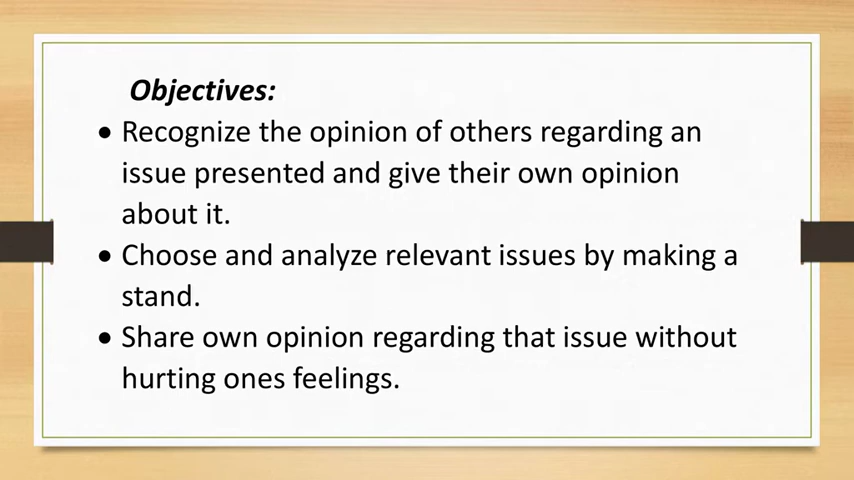 Objectives:
• Recognize the opinion of others regarding an
issue presented and give their own opinion
about it.
• Choose and analyze relevant issues by making a
stand.
• Share own opinion regarding that issue without
hurting ones feelings.